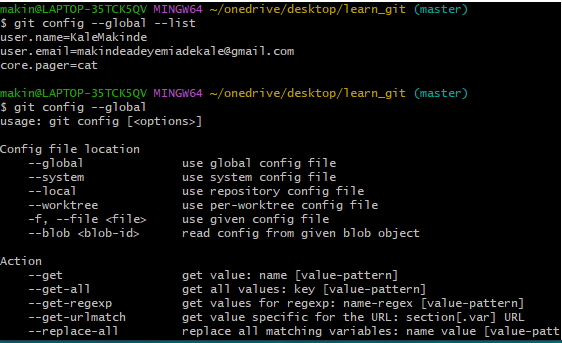 makin@LAPTOP-35TCK5QV MINGW64 ~/onedrive/desktop/learn_git (master)
$ git config --global --list
user.name=KaleMakinde
user.email=makindeadeyemiadekale@gmail.com
core.pager=cat

makin@LAPTOP-35TCK5QV MINGW64 ~/onedrive/desktop/learn_git (master)
$ git config --global
usage: git config [<options>]

Config file location
    --global              use global config file
    --system              use system config file
    --local               use repository config file
    --worktree            use per-worktree config file
    -f, --file <file>     use given config file
    --blob <blob-id>      read config from given blob object

Action
    --get                 get value: name [value-pattern]
    --get-all             get all values: key [value-pattern]
    --get-regexp          get values for regexp: name-regex [value-pattern]
    --get-urlmatch        get value specific for the URL: section[.var] URL
    --replace-all         replace all matching variables: name value [value-patt